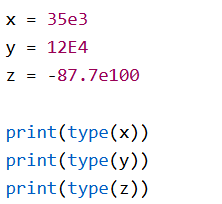 x = 35e3
y = 12E4
z = -87.7e100
print(type(x))
print(type(y))
print(type(z))